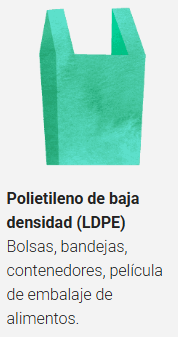 Polietileno de baja
densidad (LDPE)
Bolsas, bandejas,
contenedores, película
de embalaje de
alimentos.